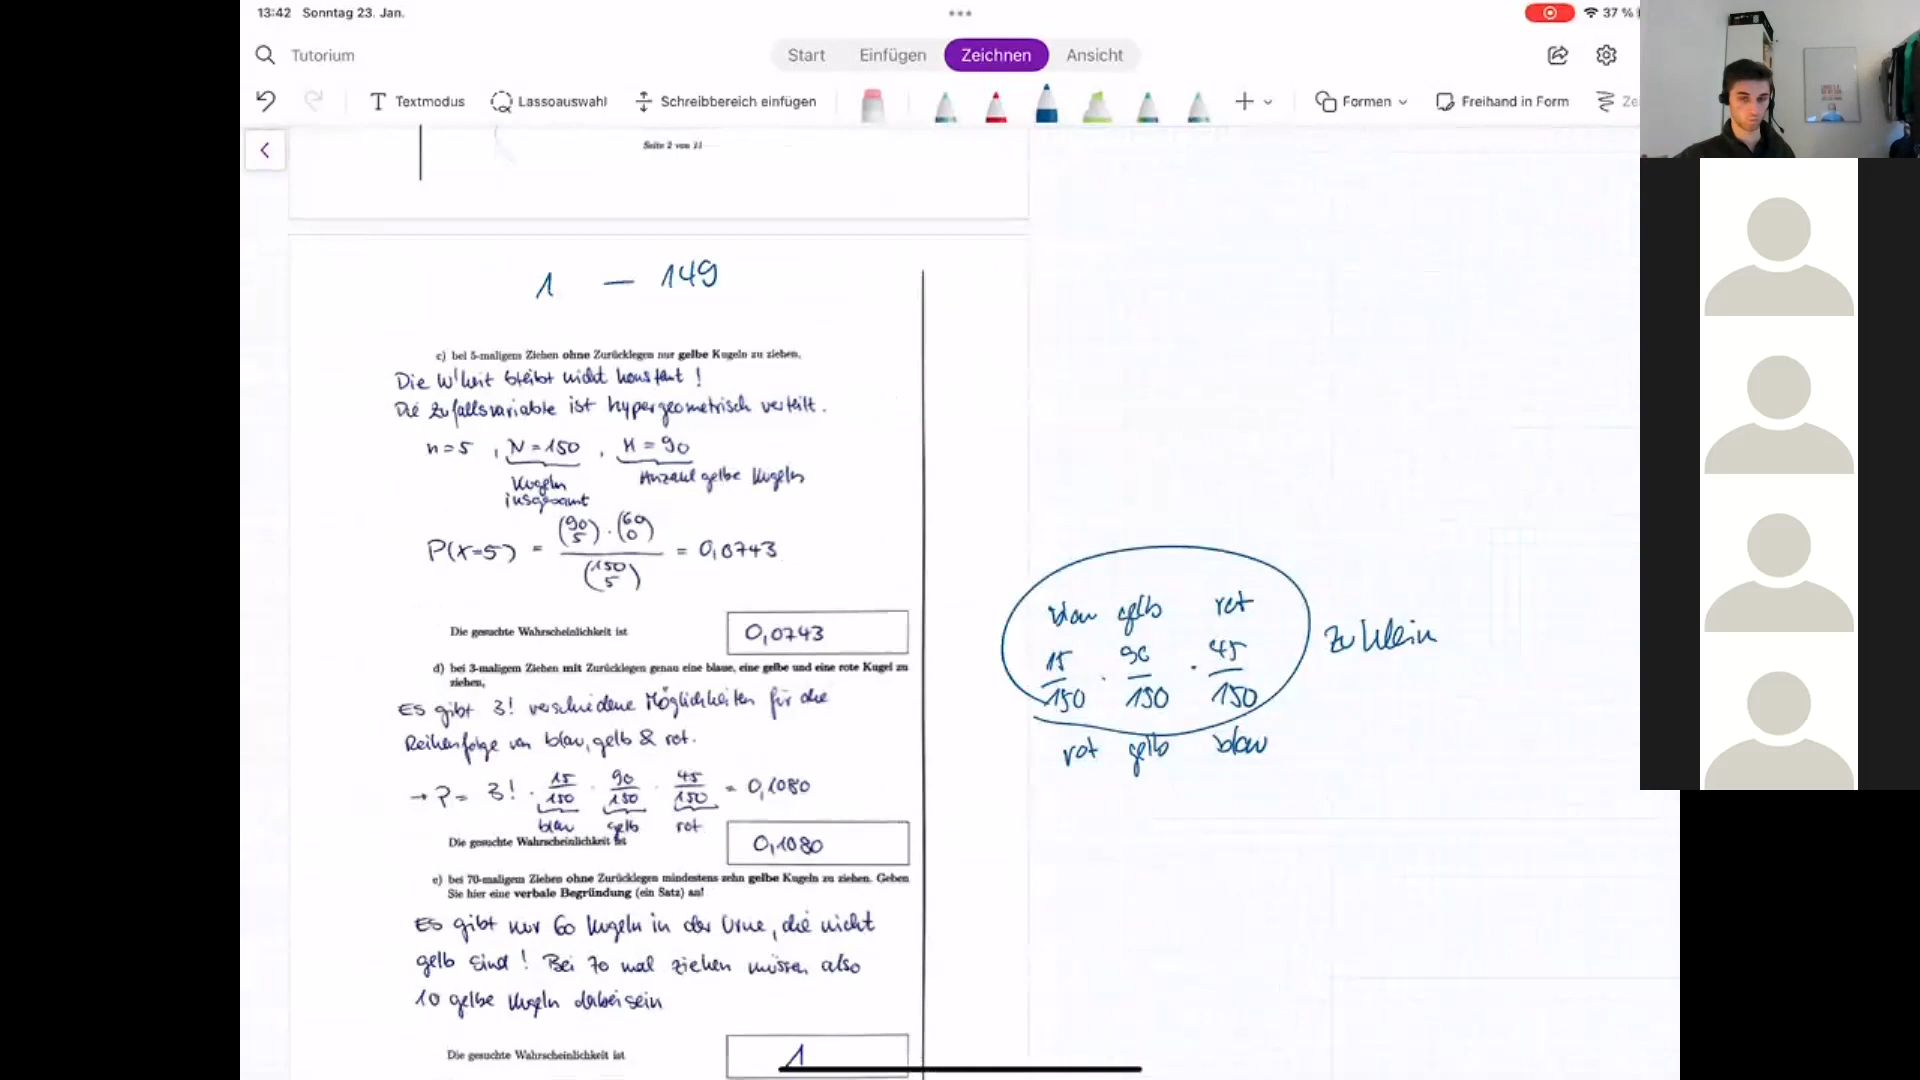 13:42 Sonntag 23. Jan.
37 %
Tutorium
Start Einfügen Zeichnen Ansicht
Textmodus Lassoauswahl Schreibbereich einfügen Formen Freihand in Form
Seite 2 von 11
1 – 149
c) bei 5-maligem Ziehen ohne Zurücklegen nur gelbe Kugeln zu ziehen,
Die W'keit bleibt nicht konstant!
Die Zufallsvariable ist hypergeometrisch verteilt.
n=5, N=150, M=90
Kugeln insgesamt
Anzahl gelbe Kugeln
P(X=5) = (90 5) · (60 0) / (150 5) = 0,0743
Die gesuchte Wahrscheinlichkeit ist 0,0743
d) bei 3-maligem Ziehen mit Zurücklegen genau eine blaue, eine gelbe und eine rote Kugel zu
ziehen,
Es gibt 3! verschiedene Möglichkeiten für die
Reihenfolge von blau, gelb & rot.
→ P = 3! · 15/150 · 90/150 · 45/150 = 0,1080
blau gelb rot
Die gesuchte Wahrscheinlichkeit ist 0,1080
e) bei 70-maligem Ziehen ohne Zurücklegen mindestens zehn gelbe Kugeln zu ziehen. Geben
Sie hier eine verbale Begründung (ein Satz) an!
Es gibt nur 60 Kugeln in der Urne, die nicht
gelb sind! Bei 70 mal ziehen müssen also
10 gelbe Kugeln dabei sein
Die gesuchte Wahrscheinlichkeit ist 1
blau gelb rot
15/150 · 90/150 · 45/150
zu klein
rot gelb blau